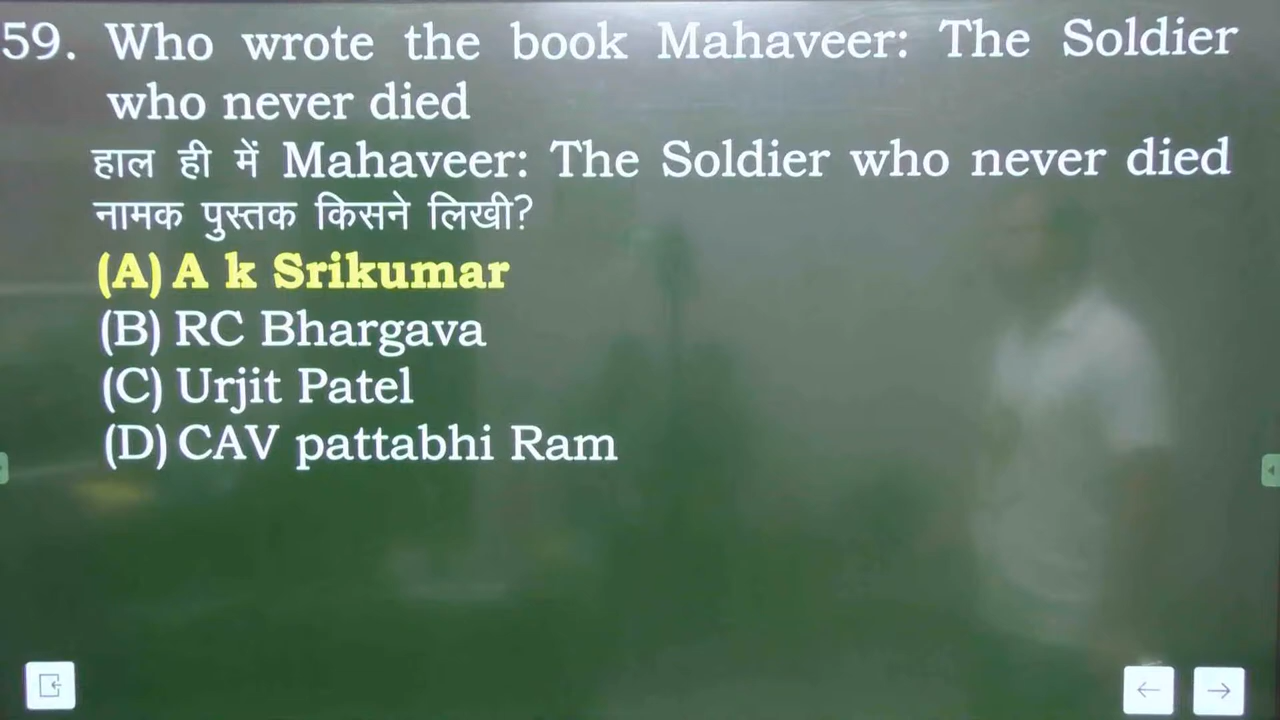 59. Who wrote the book Mahaveer: The Soldier
who never died
हाल ही में Mahaveer: The Soldier who never died
नामक पुस्तक किसने लिखी?
(A) A k Srikumar
(B) RC Bhargava
(C) Urjit Patel
(D) CAV pattabhi Ram